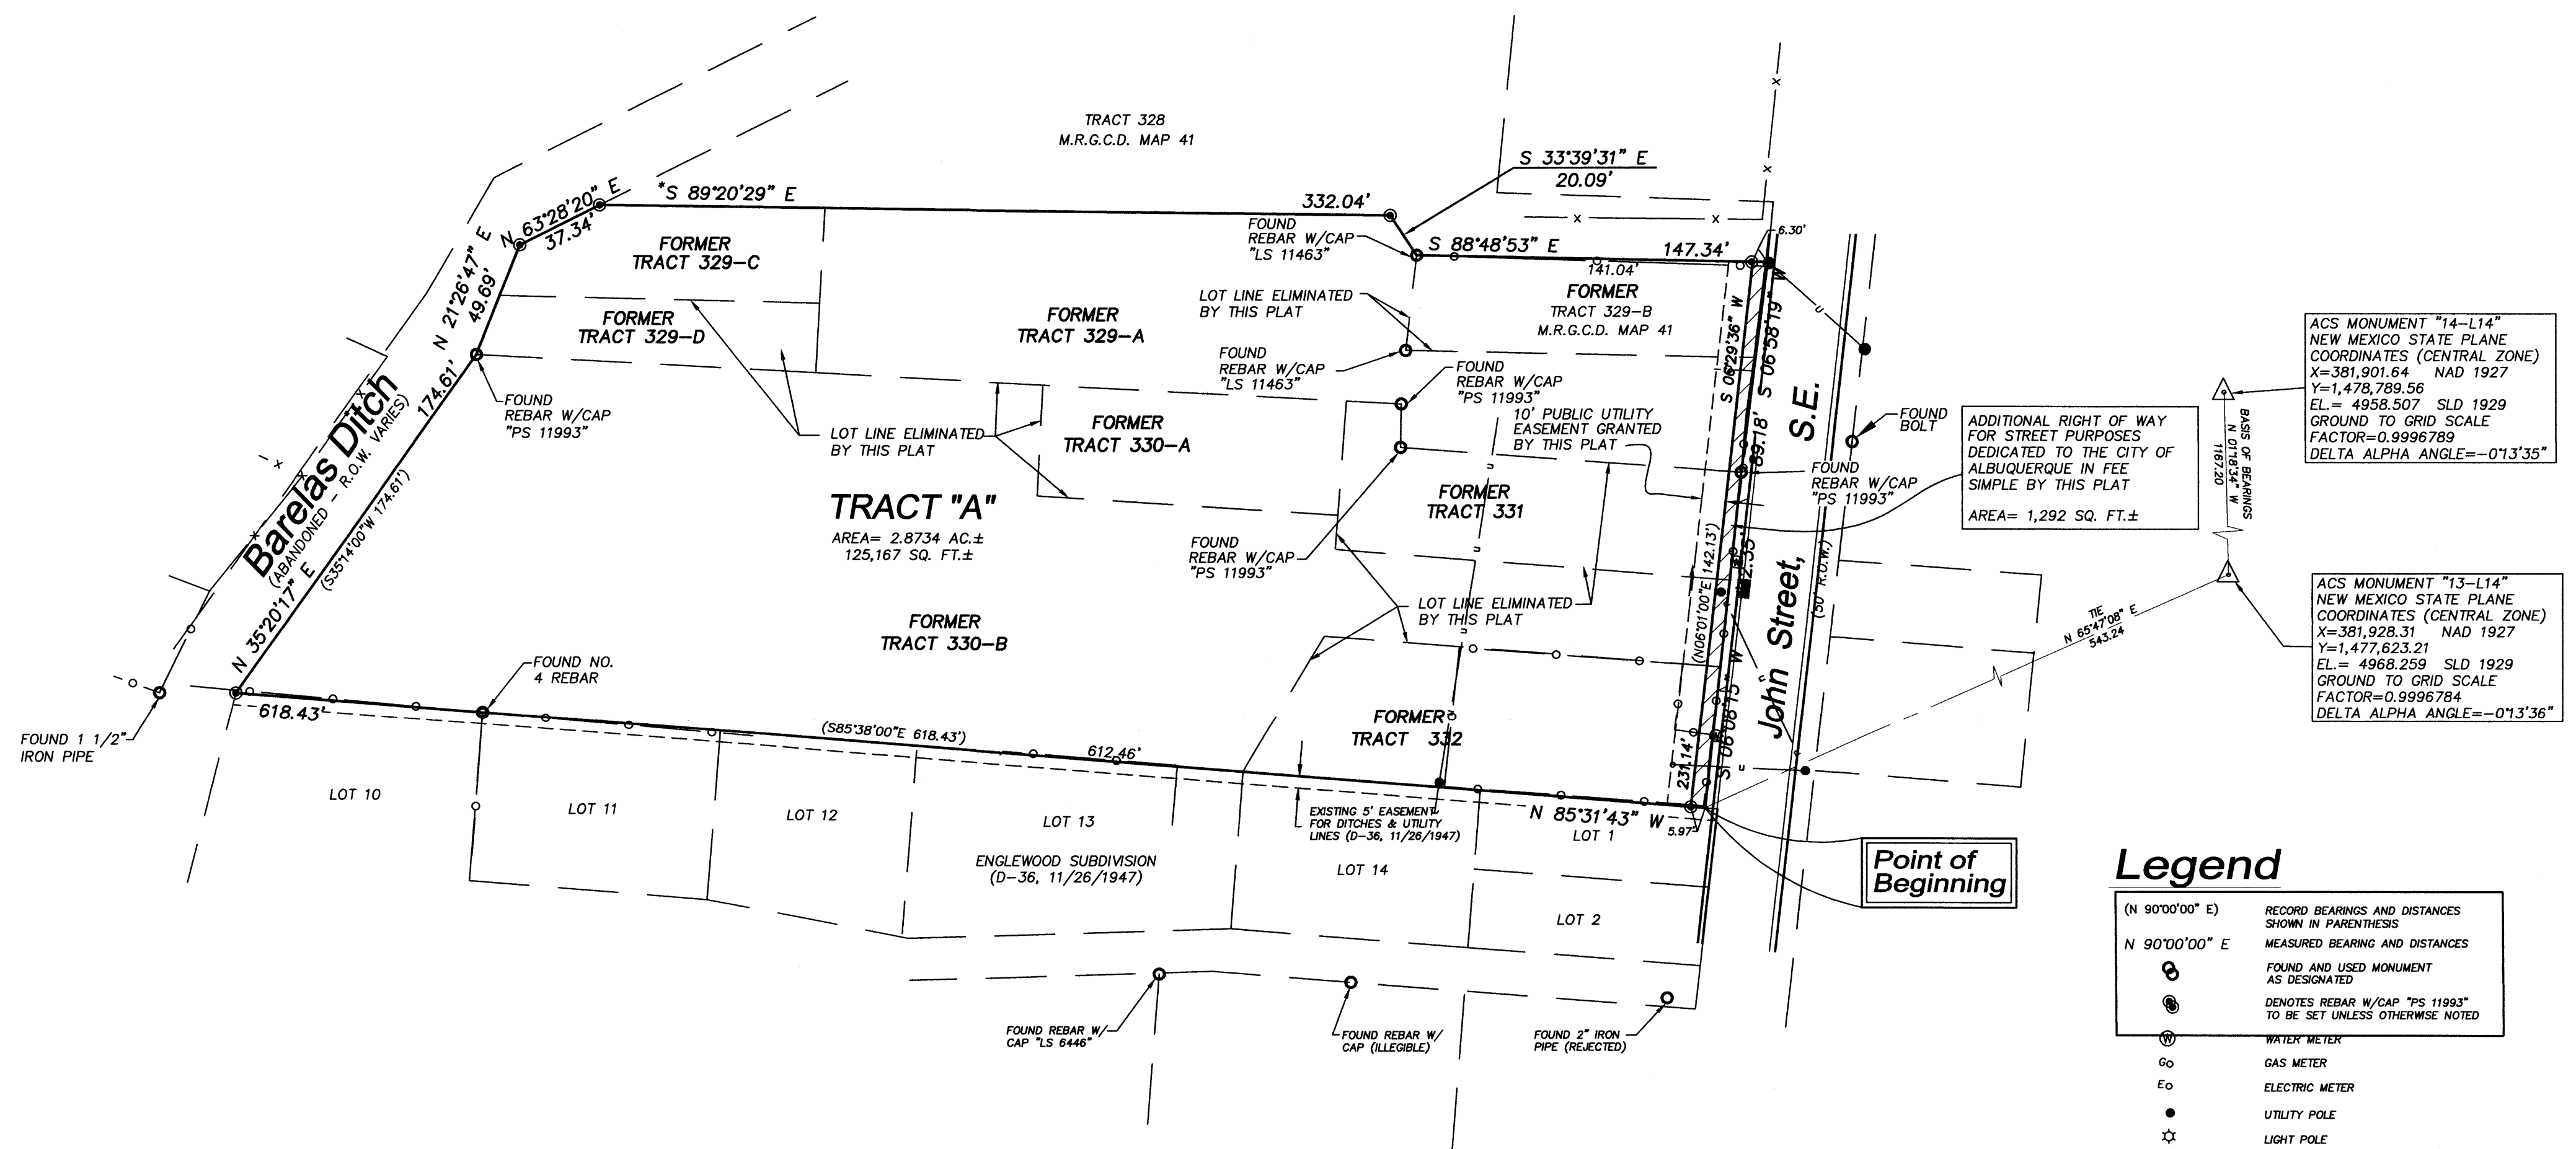 TRACT 328
M.R.G.C.D. MAP 41
S 33°39'31" E
20.09'
N 63°28'20" E
37.34'
*S 89°20'29" E
332.04'
FOUND
REBAR W/CAP
"LS 11463"
S 88°48'53" E
147.34'
6.30'
141.04'
N 21°26'47" E
49.69'
FORMER
TRACT 329-C
FORMER
TRACT 329-D
FORMER
TRACT 329-A
LOT LINE ELIMINATED
BY THIS PLAT
FORMER
TRACT 329-B
M.R.G.C.D. MAP 41
FOUND
REBAR W/CAP
"LS 11463"
FOUND
REBAR W/CAP
"PS 11993"
S 06°29'36" W
S 06°58'19" W
89.18'
10' PUBLIC UTILITY
EASEMENT GRANTED
BY THIS PLAT
FOUND
REBAR W/CAP
"PS 11993"
LOT LINE ELIMINATED
BY THIS PLAT
FORMER
TRACT 330-A
FOUND
BOLT
FOUND
REBAR W/CAP
"PS 11993"
ADDITIONAL RIGHT OF WAY
FOR STREET PURPOSES
DEDICATED TO THE CITY OF
ALBUQUERQUE IN FEE
SIMPLE BY THIS PLAT
AREA= 1,292 SQ. FT.±
ACS MONUMENT "14-L14"
NEW MEXICO STATE PLANE
COORDINATES (CENTRAL ZONE)
X=381,901.64 NAD 1927
Y=1,478,789.56
EL.= 4958.507 SLD 1929
GROUND TO GRID SCALE
FACTOR=0.9996789
DELTA ALPHA ANGLE=-0°13'35"
BASIS OF BEARINGS
N 01°18'34" W
1167.20
Barelas Ditch
(ABANDONED - R.O.W. VARIES)
174.61'
N 35°20'17" E
(S35°14'00"W 174.61')
TRACT "A"
AREA= 2.8734 AC.±
125,167 SQ. FT.±
FORMER
TRACT 331
FOUND
REBAR W/CAP
"PS 11993"
LOT LINE ELIMINATED
BY THIS PLAT
FORMER
TRACT 330-B
(N06°01'00"E 142.13')
S 06°08'15" W
231.14'
John Street, S.E.
(50' R.O.W.)
TIE
N 65°47'08" E
543.24
ACS MONUMENT "13-L14"
NEW MEXICO STATE PLANE
COORDINATES (CENTRAL ZONE)
X=381,928.31 NAD 1927
Y=1,477,623.21
EL.= 4968.259 SLD 1929
GROUND TO GRID SCALE
FACTOR=0.9996784
DELTA ALPHA ANGLE=-0°13'36"
FOUND NO.
4 REBAR
FOUND 1 1/2"
IRON PIPE
618.43'
(S85°38'00"E 618.43')
612.46'
FORMER
TRACT 332
EXISTING 5' EASEMENT
FOR DITCHES & UTILITY
LINES (D-36, 11/26/1947)
N 85°31'43" W
5.97'
LOT 10
LOT 11
LOT 12
LOT 13
LOT 14
LOT 1
LOT 2
ENGLEWOOD SUBDIVISION
(D-36, 11/26/1947)
Point of
Beginning
FOUND REBAR W/
CAP "LS 6446"
FOUND REBAR W/
CAP (ILLEGIBLE)
FOUND 2" IRON
PIPE (REJECTED)
Legend
(N 90°00'00" E) RECORD BEARINGS AND DISTANCES
SHOWN IN PARENTHESIS
N 90°00'00" E MEASURED BEARING AND DISTANCES
FOUND AND USED MONUMENT
AS DESIGNATED
DENOTES REBAR W/CAP "PS 11993"
TO BE SET UNLESS OTHERWISE NOTED
W WATER METER
G GAS METER
E ELECTRIC METER
UTILITY POLE
LIGHT POLE